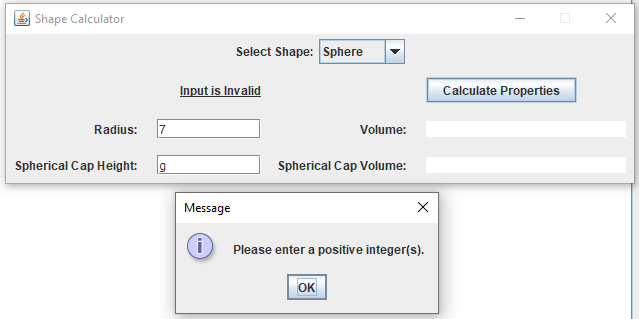 Shape Calculator
Select Shape: Sphere
Input is Invalid
Calculate Properties
Radius: 7
Volume:
Spherical Cap Height: g
Spherical Cap Volume:
Message
i
Please enter a positive integer(s).
OK